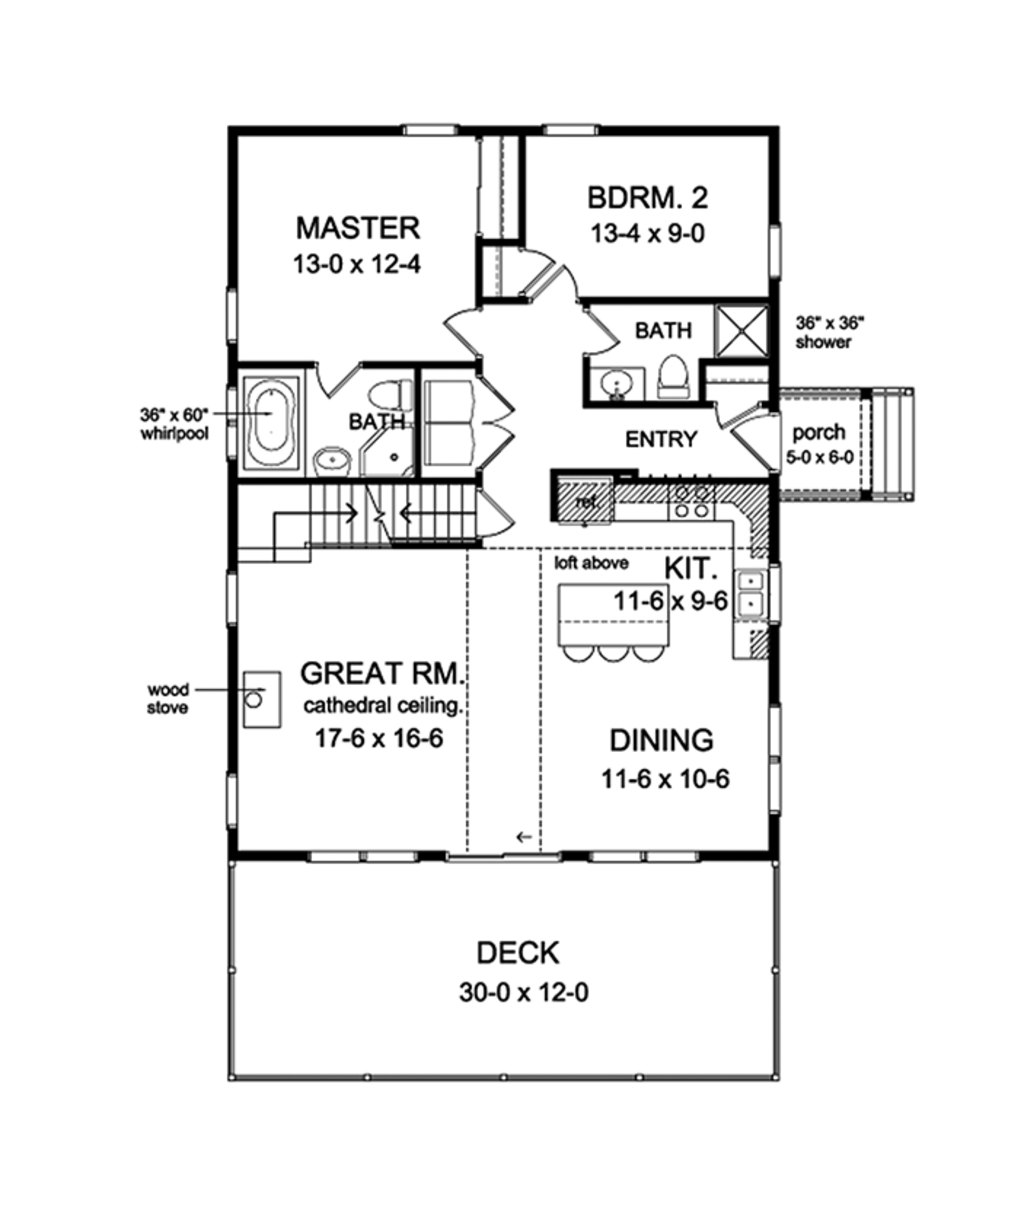 MASTER
13-0 x 12-4
BDRM. 2
13-4 x 9-0
BATH
36" x 36"
shower
36" x 60"
whirlpool
BATH
ENTRY
porch
5-0 x 6-0
ref.
loft above
KIT.
11-6 x 9-6
wood
stove
GREAT RM.
cathedral ceiling.
17-6 x 16-6
DINING
11-6 x 10-6
DECK
30-0 x 12-0